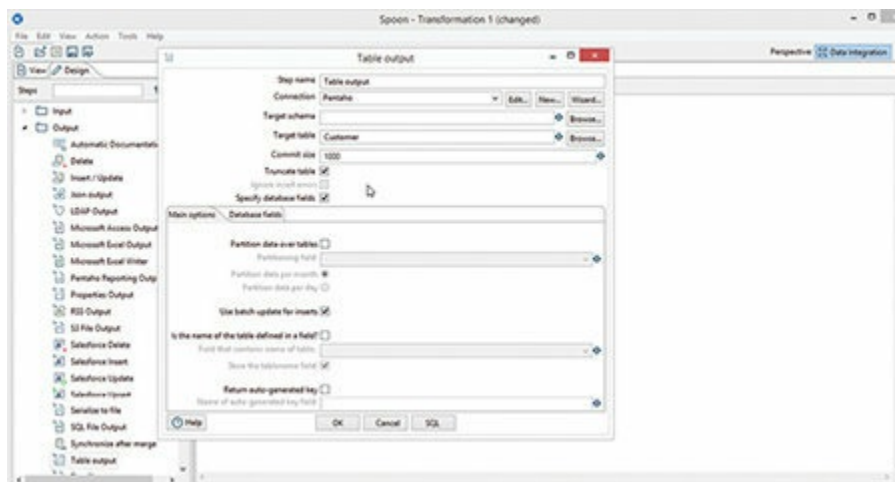 Spoon - Transformation 1 (changed)
File Edit View Action Tools Help
Perspective: Data Integration
View Design
Steps
Input
Output
Automatic Documentati
Delete
Insert / Update
Json output
LDAP Output
Microsoft Access Output
Microsoft Excel Output
Microsoft Excel Writer
Pentaho Reporting Outp
Properties Output
RSS Output
S3 File Output
Salesforce Delete
Salesforce Insert
Salesforce Update
Salesforce Upsert
Serialize to file
SQL File Output
Synchronize after merge
Table output
Table output
Step name Table output
Connection Pentaho Edit... New... Wizard...
Target schema Browse...
Target table Customer Browse...
Commit size 1000
Truncate table
Ignore insert errors
Specify database fields
Main options Database fields
Partition data over tables
Partitioning field
Partition data per month
Partition data per day
Use batch update for inserts
Is the name of the table defined in a field?
Field that contains name of table:
Store the tablename field
Return auto-generated key
Name of auto-generated key field
Help OK Cancel SQL